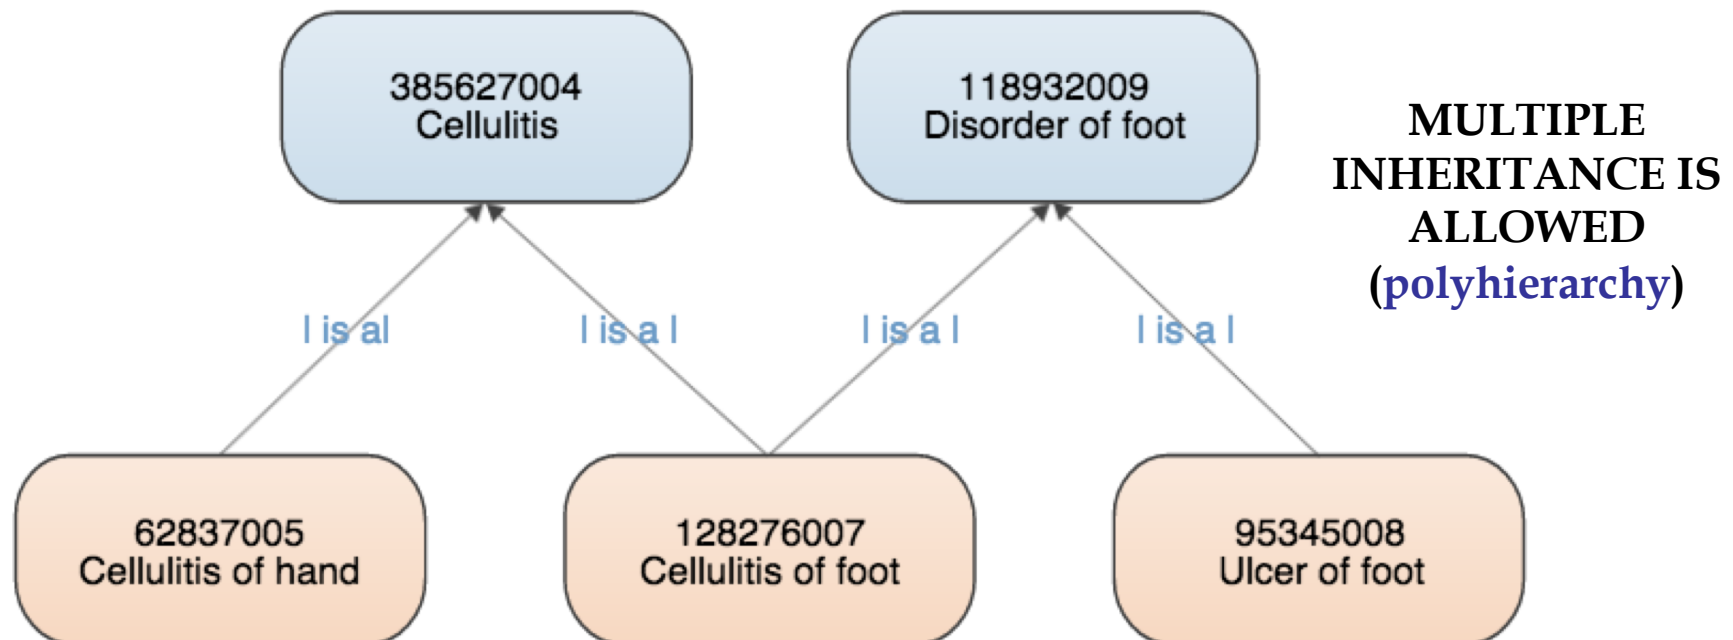 385627004
Cellulitis
118932009
Disorder of foot
MULTIPLE
INHERITANCE IS
ALLOWED
(polyhierarchy)
| is a|
| is a |
| is a |
| is a |
62837005
Cellulitis of hand
128276007
Cellulitis of foot
95345008
Ulcer of foot